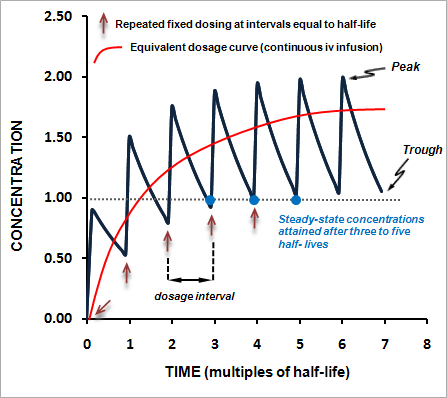 Repeated fixed dosing at intervals equal to half-life
Equivalent dosage curve (continuous iv infusion)
2.50
2.00
1.50
1.00
0.50
0.00
CONCENTRATION
Peak
Trough
Steady-state concentrations
attained after three to five
half- lives
dosage interval
0 1 2 3 4 5 6 7 8
TIME (multiples of half-life)